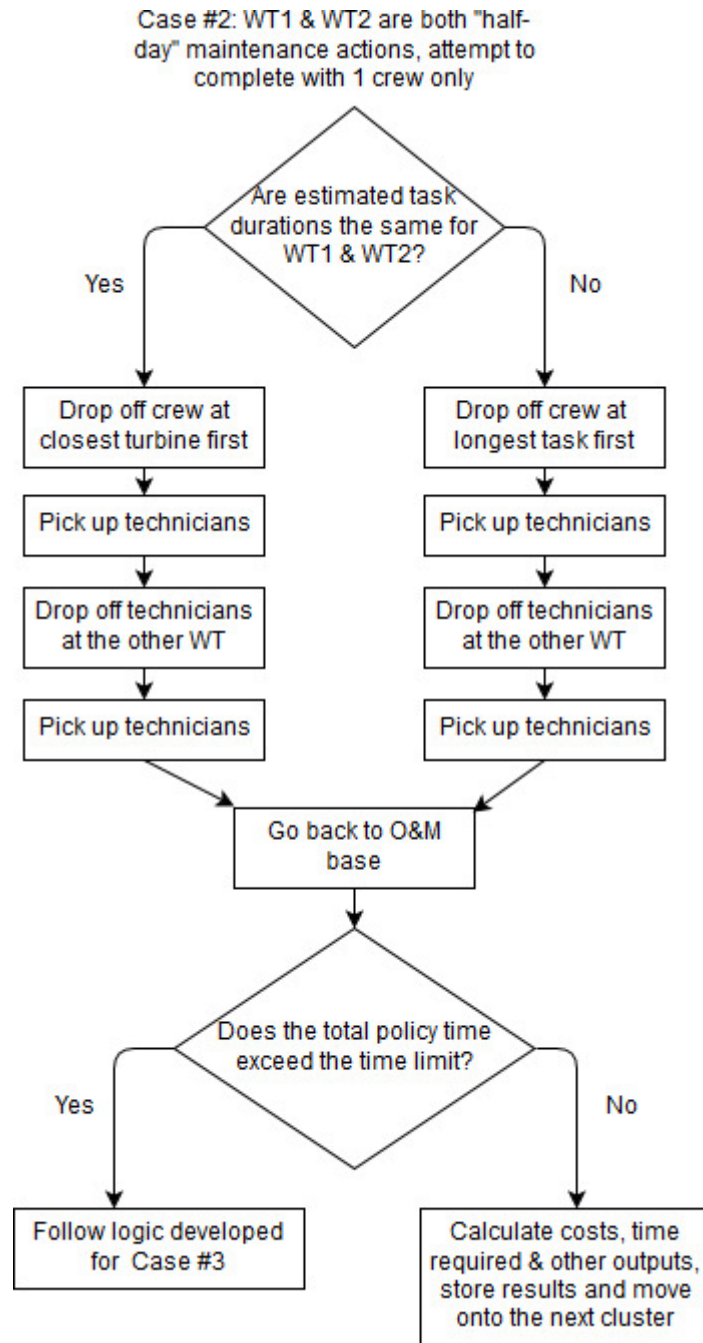 Case #2: WT1 & WT2 are both "half-
day" maintenance actions, attempt to
complete with 1 crew only
Are estimated task
durations the same for
WT1 & WT2?
Yes
No
Drop off crew at
closest turbine first
Drop off crew at
longest task first
Pick up technicians
Pick up technicians
Drop off technicians
at the other WT
Drop off technicians
at the other WT
Pick up technicians
Pick up technicians
Go back to O&M
base
Does the total policy time
exceed the time limit?
Yes
No
Follow logic developed
for Case #3
Calculate costs, time
required & other outputs,
store results and move
onto the next cluster